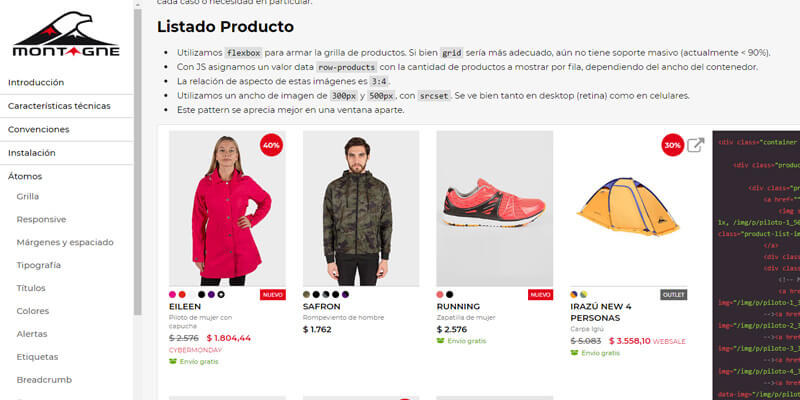 cada caso o necesidad en particular.
MONTAGNE
Introducción
Características técnicas
Convenciones
Instalación
Átomos
Grilla
Responsive
Márgenes y espaciado
Tipografía
Títulos
Colores
Alertas
Etiquetas
Breadcrumb
Listado Producto
Utilizamos flexbox para armar la grilla de productos. Si bien grid sería más adecuado, aún no tiene soporte masivo (actualmente < 90%).
Con JS asignamos un valor data row-products con la cantidad de productos a mostrar por fila, dependiendo del ancho del contenedor.
La relación de aspecto de estas imágenes es 3:4.
Utilizamos un ancho de imagen de 300px y 500px, con srcset. Se ve bien tanto en desktop (retina) como en celulares.
Este pattern se aprecia mejor en una ventana aparte.
40%
NUEVO
EILEEN
Piloto de mujer con
capucha
$ 2.576 $ 1.804,44
CYBERMONDAY
Envío gratis
SAFRON
Rompeviento de hombre
$ 1.762
NUEVO
RUNNING
Zapatilla de mujer
$ 2.576
Envío gratis
30%
OUTLET
IRAZÚ NEW 4
PERSONAS
Carpa Iglú
$ 5.083 $ 3.558,10 WEBSALE
Envío gratis
<div class="container
<div class="produc
<div class="pro
<a href=""
<img s
1x, /img/p/piloto-1_50
class="product-list-im
</a>
<div class
<div class
<!-- M
<a hre
img="/img/p/piloto-1_3
--><a hre
img="/img/p/piloto-2_3
--><a hre
img="/img/p/piloto-3_3
--><a hre
img="/img/p/piloto-4_3
--><a hre
data-img="/img/p/pilot